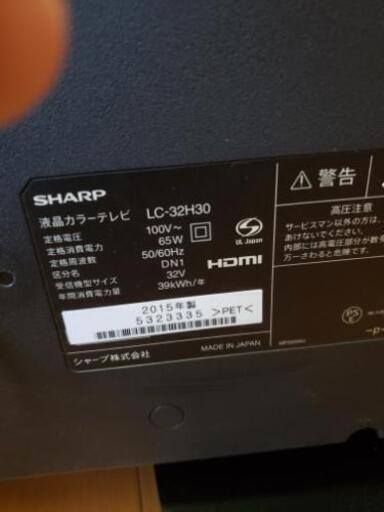 SHARP
液晶カラーテレビ LC-32H30
定格電圧 100V～
定格消費電力 65W
定格周波数 50/60Hz
区分名 DN1
受信機型サイズ 32V
年間消費電力量 39kWh/年
UL Japan
HDMI
2015年製
5323335 >PET<
シャープ株式会社
MADE IN JAPAN
警告
高圧注意
サービスマン以外の方は
あけないでください。
内部には高電圧部分が数多
万一さわると危険です。
PS
E